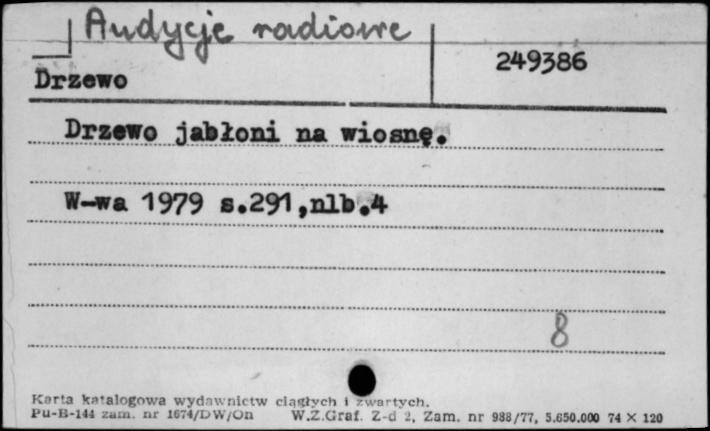 Audycje radiowe
249386
Drzewo
Drzewo jabłoni na wiosnę.
W-wa 1979 s.291,nlb.4
8
Karta katalogowa wydawnictw ciągłych i zwartych.
Pu-B-144 zam. nr 1674/DW/On W.Z.Graf. Z-d 2, Zam. nr 988/77, 5.650.000 74 × 120